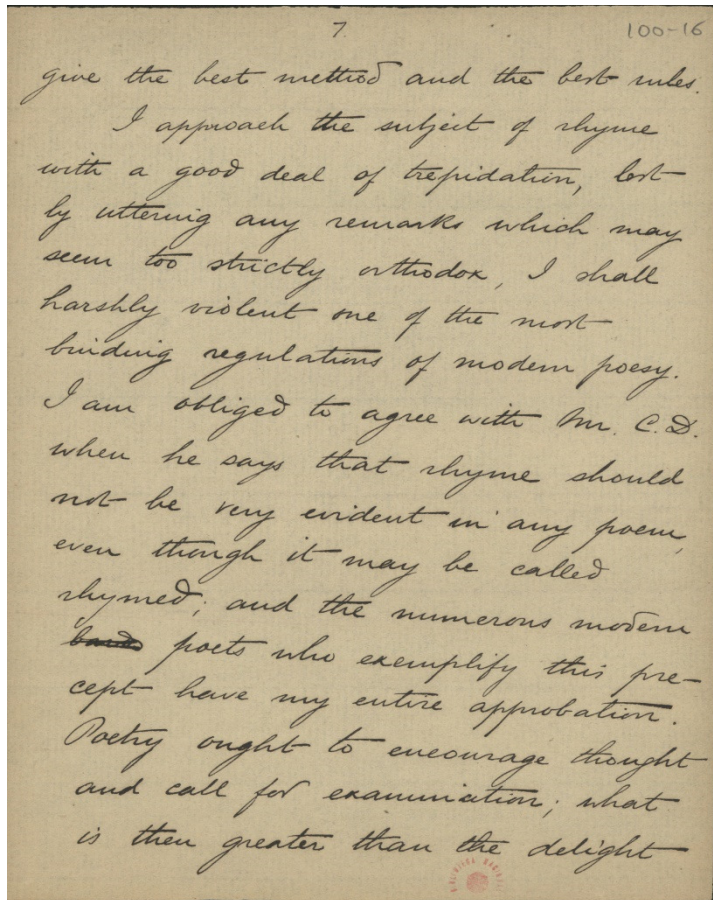 7.
100-16
give the best method and the best rules.
I approach the subject of rhyme
with a good deal of trepidation, lest
by uttering any remarks which may
seem too strictly orthodox, I shall
harshly violent one of the most
binding regulations of modern poesy.
I am obliged to agree with Mr. C.D.
when he says that rhyme should
not be very evident in any poem,
even though it may be called
rhymed; and the numerous modern
poets who exemplify this pre-
cept have my entire approbation.
Poetry ought to encourage thought
and call for examination; what
is then greater than the delight